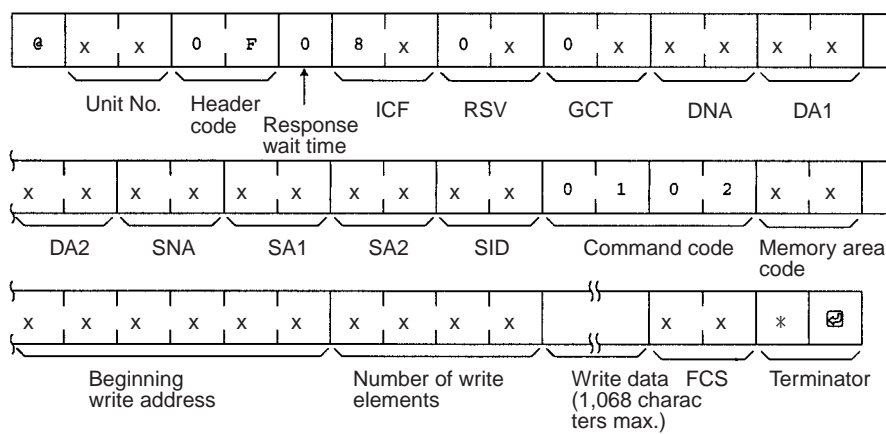 @ x x 0 F 0 8 x 0 x 0 x x x x x
Unit No. Header code Response wait time ICF RSV GCT DNA DA1
x x x x x x x x x x 0 1 0 2 x x
DA2 SNA SA1 SA2 SID Command code Memory area code
x x x x x x x x x x x x * ↵
Beginning write address Number of write elements Write data (1,068 charac ters max.) FCS Terminator